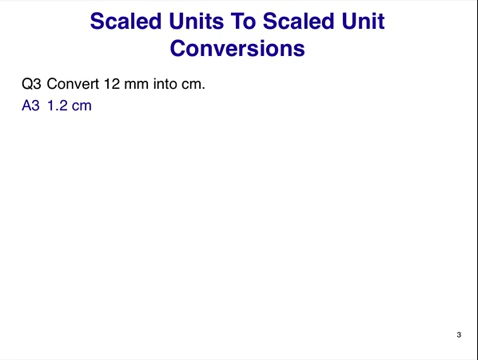 Scaled Units To Scaled Unit
Conversions
Q3 Convert 12 mm into cm.
A3 1.2 cm
3